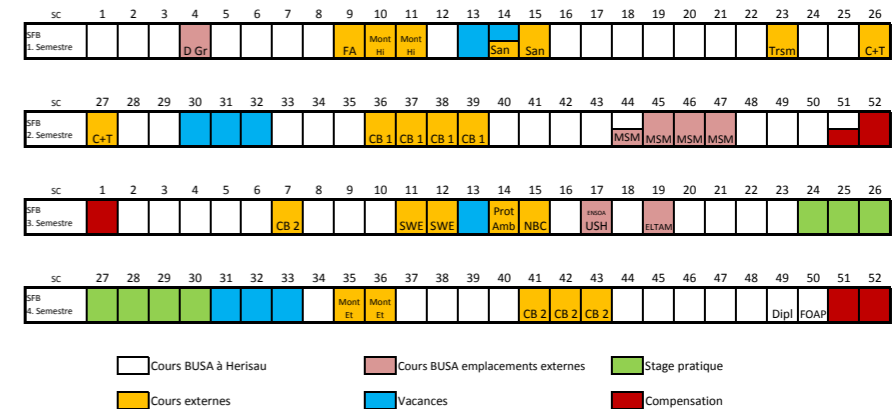 SC 1 2 3 4 5 6 7 8 9 10 11 12 13 14 15 16 17 18 19 20 21 22 23 24 25 26
SFB
1. Semestre
D Gr FA Mont Hi Mont Hi San San Trsm C+T
SC 27 28 29 30 31 32 33 34 35 36 37 38 39 40 41 42 43 44 45 46 47 48 49 50 51 52
SFB
2. Semestre
C+T CB 1 CB 1 CB 1 CB 1 MSM MSM MSM MSM
SC 1 2 3 4 5 6 7 8 9 10 11 12 13 14 15 16 17 18 19 20 21 22 23 24 25 26
SFB
3. Semestre
CB 2 SWE SWE Prot Amb NBC ENSOA USH ELTAM
SC 27 28 29 30 31 32 33 34 35 36 37 38 39 40 41 42 43 44 45 46 47 48 49 50 51 52
SFB
4. Semestre
Mont Et Mont Et CB 2 CB 2 CB 2 Dipl FOAP
Cours BUSA à Herisau Cours BUSA emplacements externes Stage pratique
Cours externes Vacances Compensation